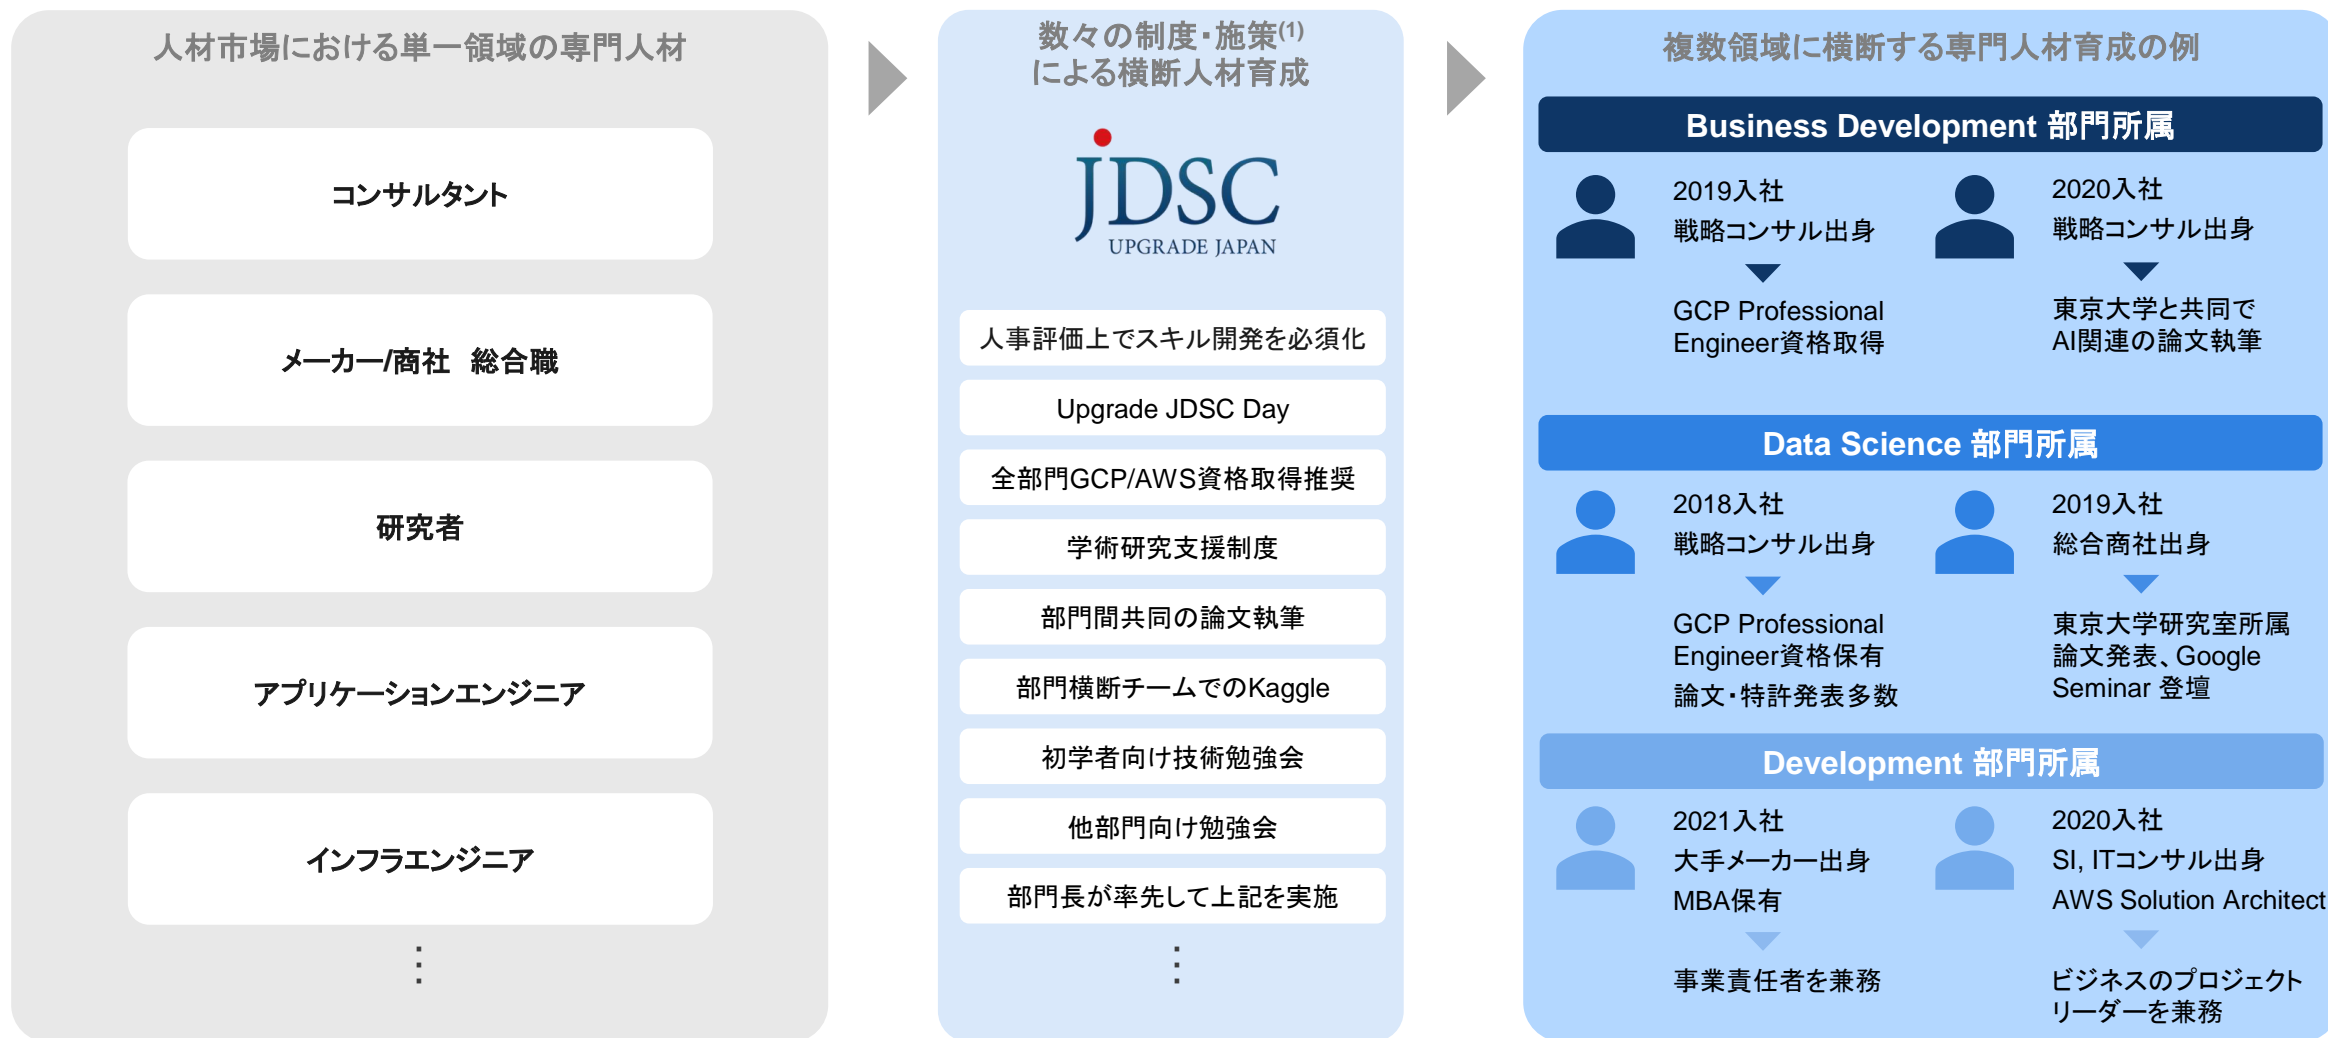 人材市場における単一領域の専門人材
コンサルタント
メーカー/商社　総合職
研究者
アプリケーションエンジニア
インフラエンジニア
⋮
数々の制度・施策(1)
による横断人材育成
JDSC
UPGRADE JAPAN
人事評価上でスキル開発を必須化
Upgrade JDSC Day
全部門GCP/AWS資格取得推奨
学術研究支援制度
部門間共同の論文執筆
部門横断チームでのKaggle
初学者向け技術勉強会
他部門向け勉強会
部門長が率先して上記を実施
⋮
複数領域に横断する専門人材育成の例
Business Development 部門所属
2019入社
戦略コンサル出身
GCP Professional
Engineer資格取得
2020入社
戦略コンサル出身
東京大学と共同で
AI関連の論文執筆
Data Science 部門所属
2018入社
戦略コンサル出身
GCP Professional
Engineer資格保有
論文・特許発表多数
2019入社
総合商社出身
東京大学研究室所属
論文発表、Google
Seminar 登壇
Development 部門所属
2021入社
大手メーカー出身
MBA保有
事業責任者を兼務
2020入社
SI, ITコンサル出身
AWS Solution Architect
ビジネスのプロジェクト
リーダーを兼務